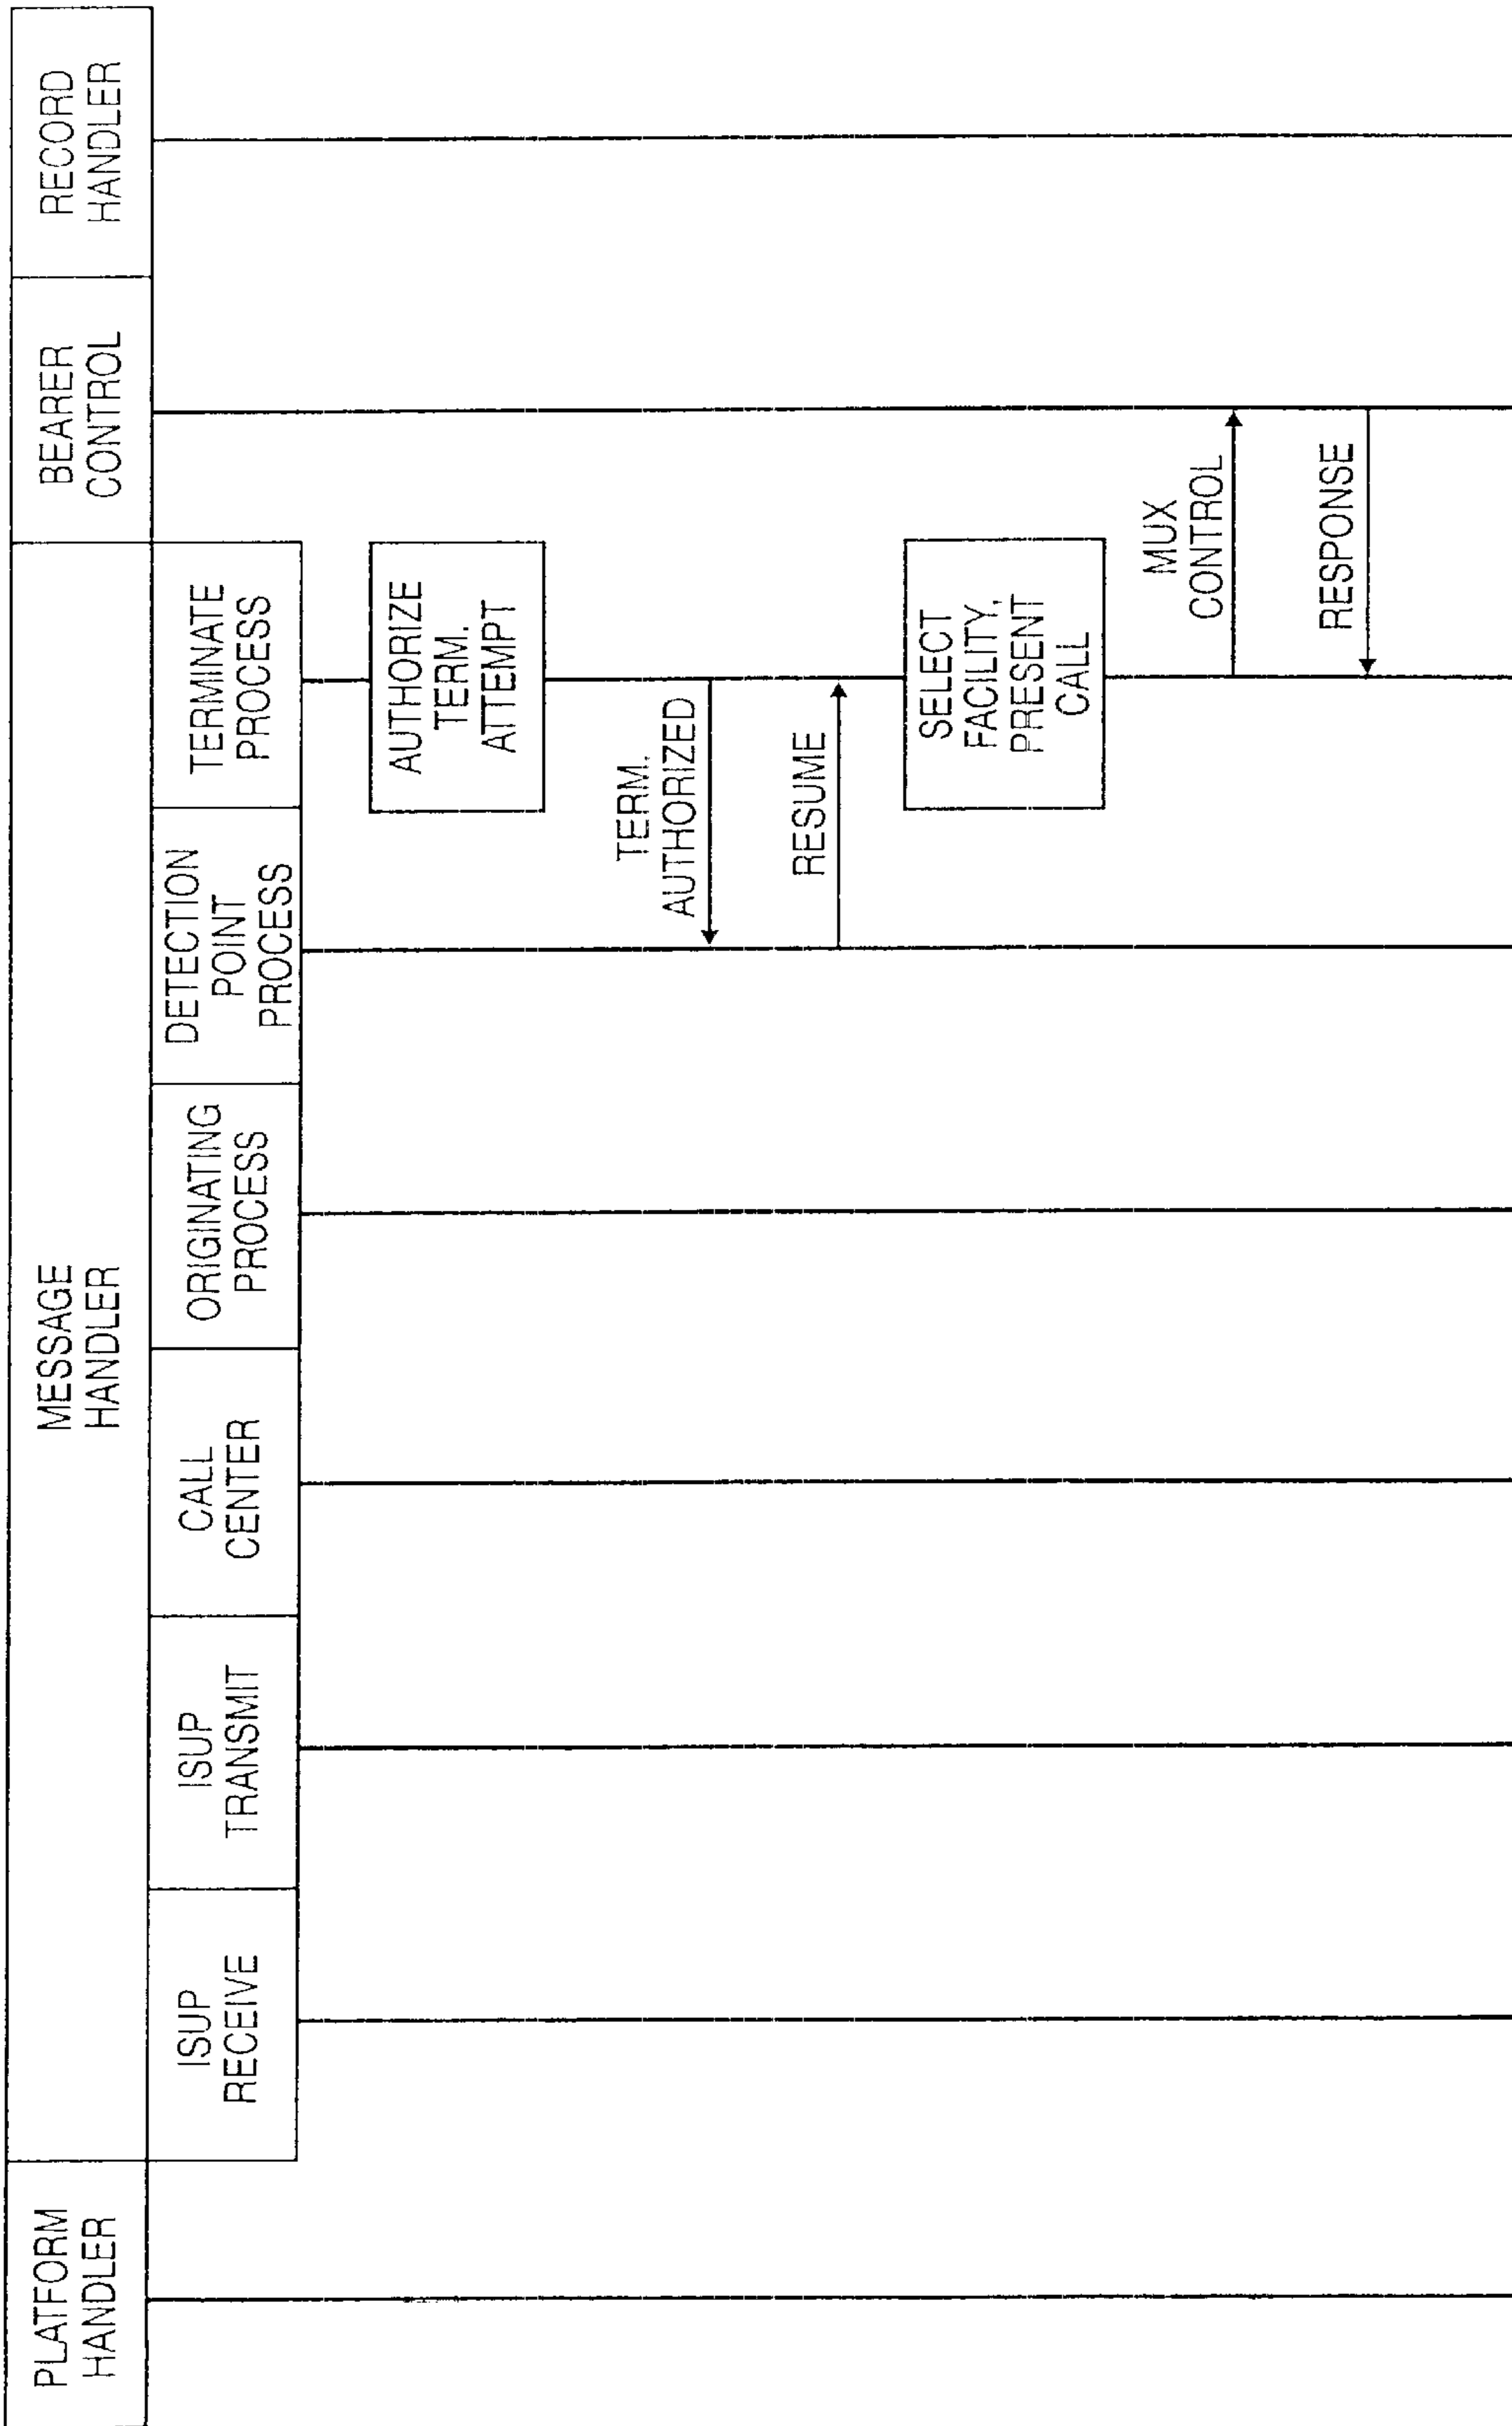 PLATFORM
HANDLER
MESSAGE
HANDLER
BEARER
CONTROL
RECORD
HANDLER
ISUP
RECEIVE
ISUP
TRANSMIT
CALL
CENTER
ORIGINATING
PROCESS
DETECTION
POINT
PROCESS
TERMINATE
PROCESS
AUTHORIZE
TERM.
ATTEMPT
TERM.
AUTHORIZED
RESUME
SELECT
FACILITY,
PRESENT
CALL
MUX
CONTROL
RESPONSE